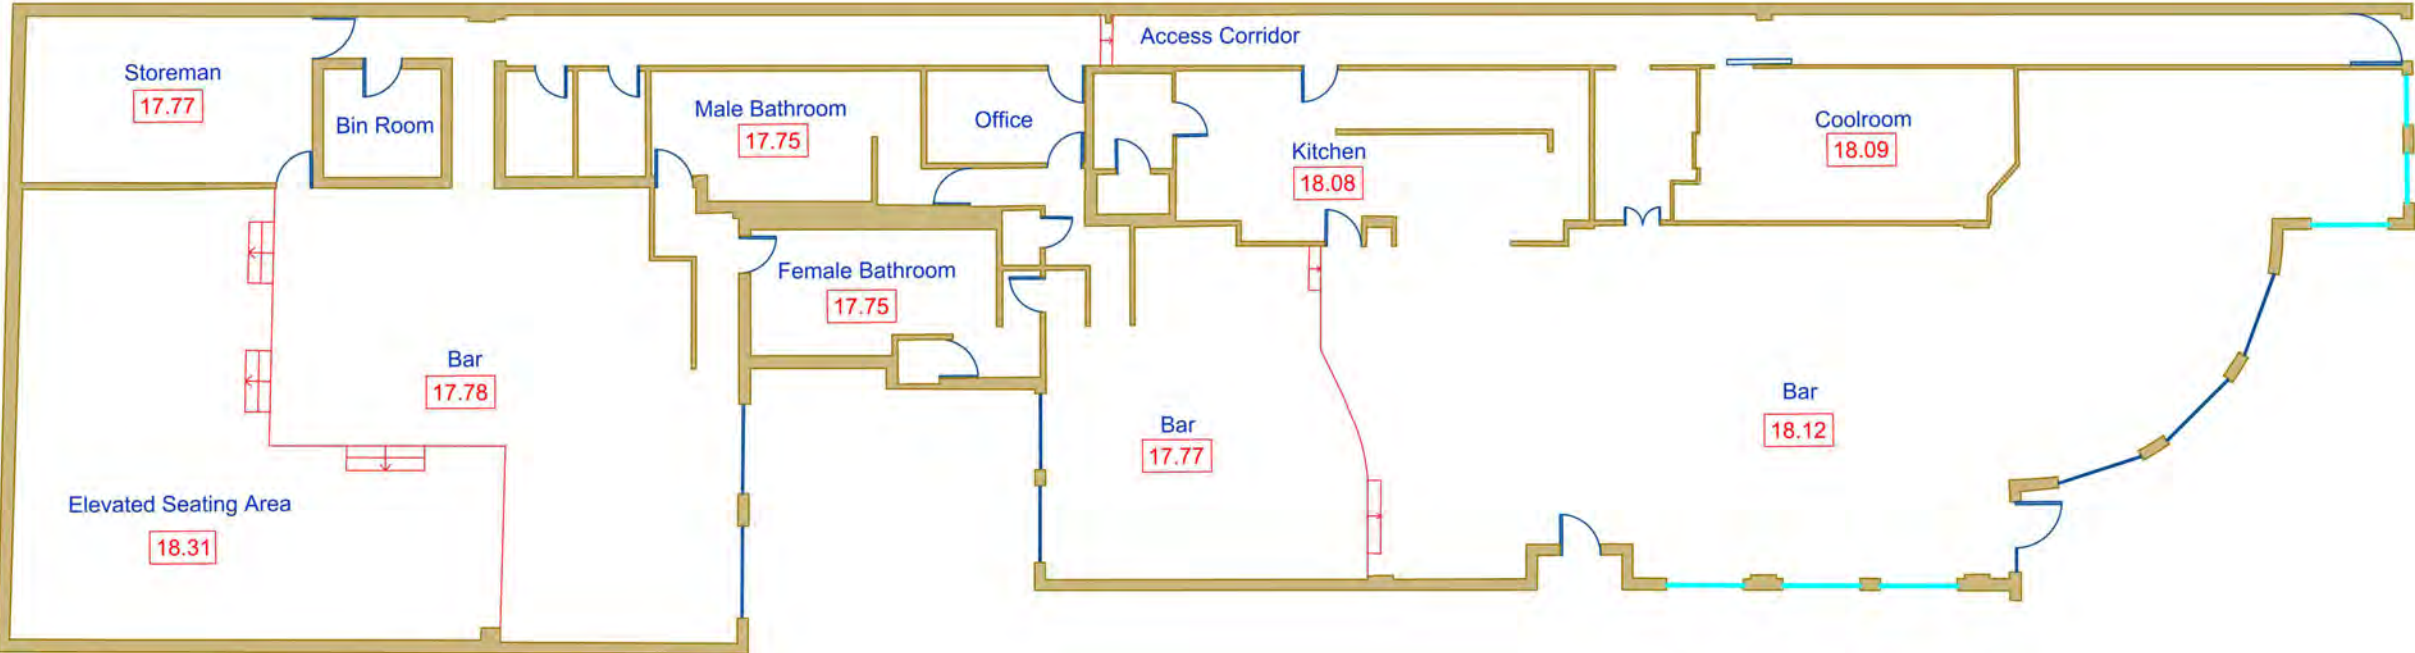 Access Corridor
Storeman
17.77
Bin Room
Male Bathroom
17.75
Office
Kitchen
18.08
Coolroom
18.09
Female Bathroom
17.75
Bar
17.78
Bar
17.77
Bar
18.12
Elevated Seating Area
18.31